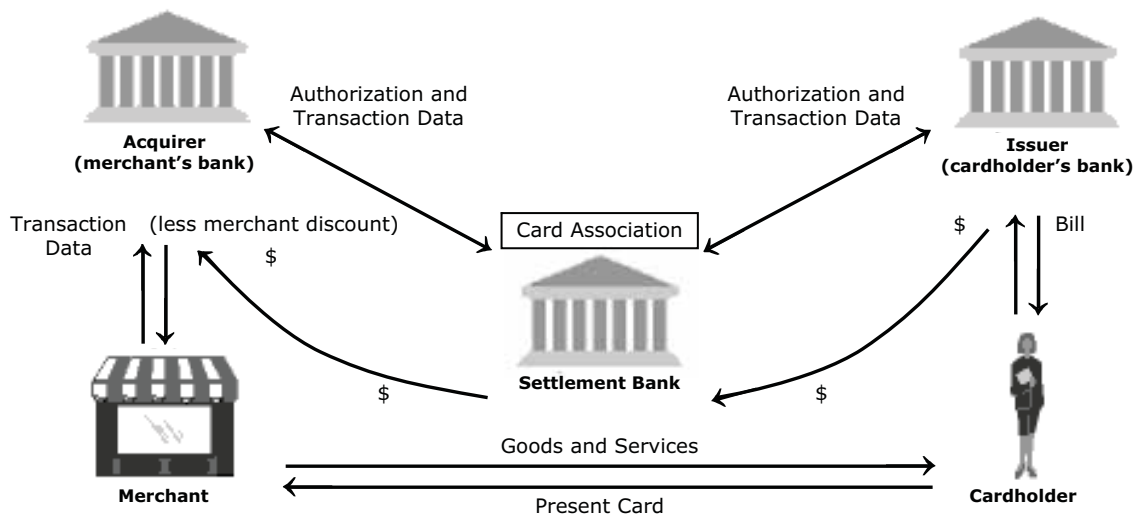 Authorization and
Transaction Data
Authorization and
Transaction Data
Acquirer
(merchant's bank)
Issuer
(cardholder's bank)
Transaction
Data
(less merchant discount)
$
Card Association
$
Bill
Settlement Bank
$
$
Goods and Services
Merchant
Present Card
Cardholder